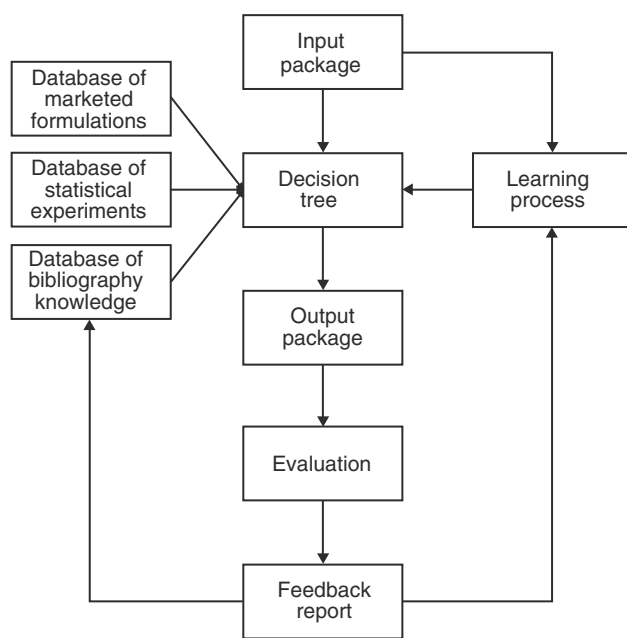 Input
package
Database of
marketed
formulations
Database of
statistical
experiments
Decision
tree
Learning
process
Database of
bibliography
knowledge
Output
package
Evaluation
Feedback
report